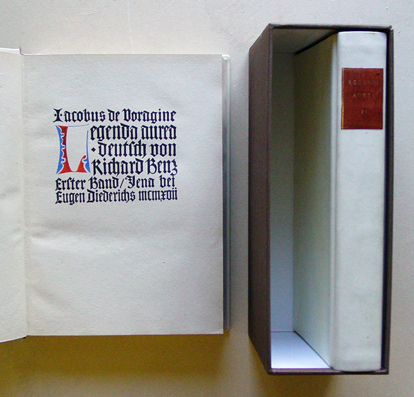 Jacobus de Voragine
Legenda aurea
· deutsch von
Richard Benz
Erster Band/Jena bei
Eugen Diederichs mcmxvii